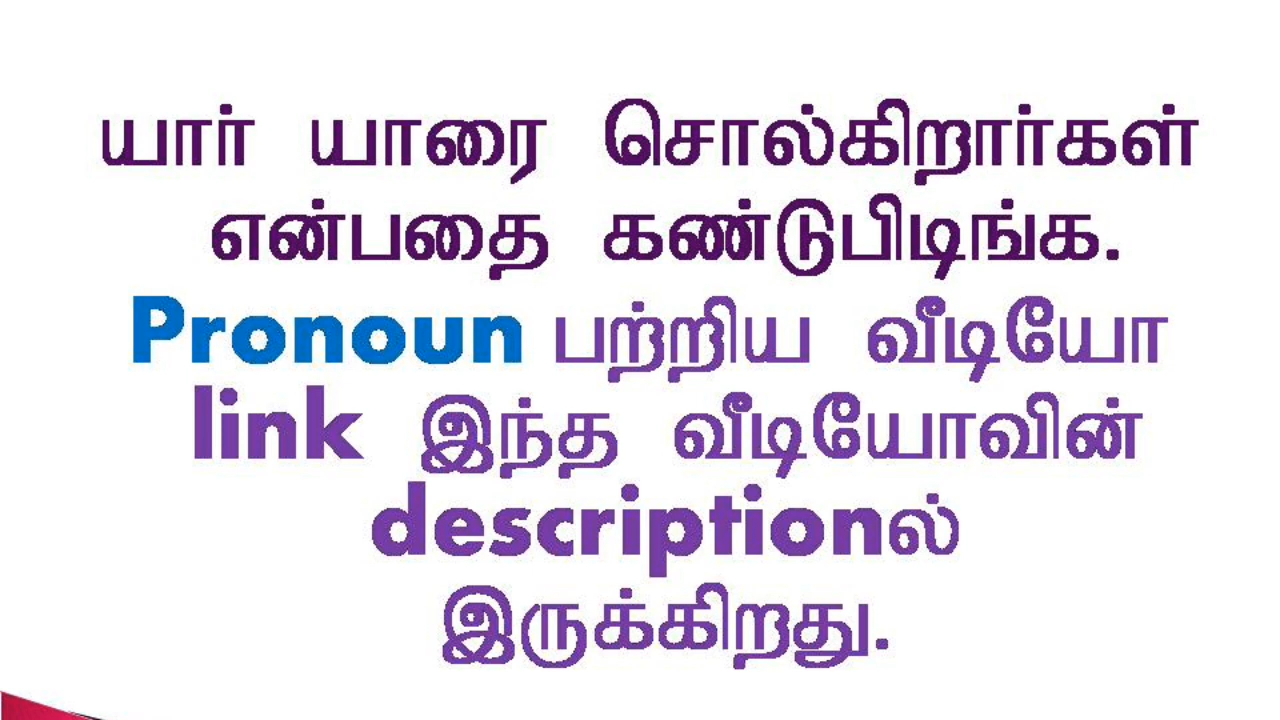 யார் யாரை சொல்கிறார்கள்
என்பதை கண்டுபிடிங்க.
Pronoun பற்றிய வீடியோ
link இந்த வீடியோவின்
descriptionல்
இருக்கிறது.